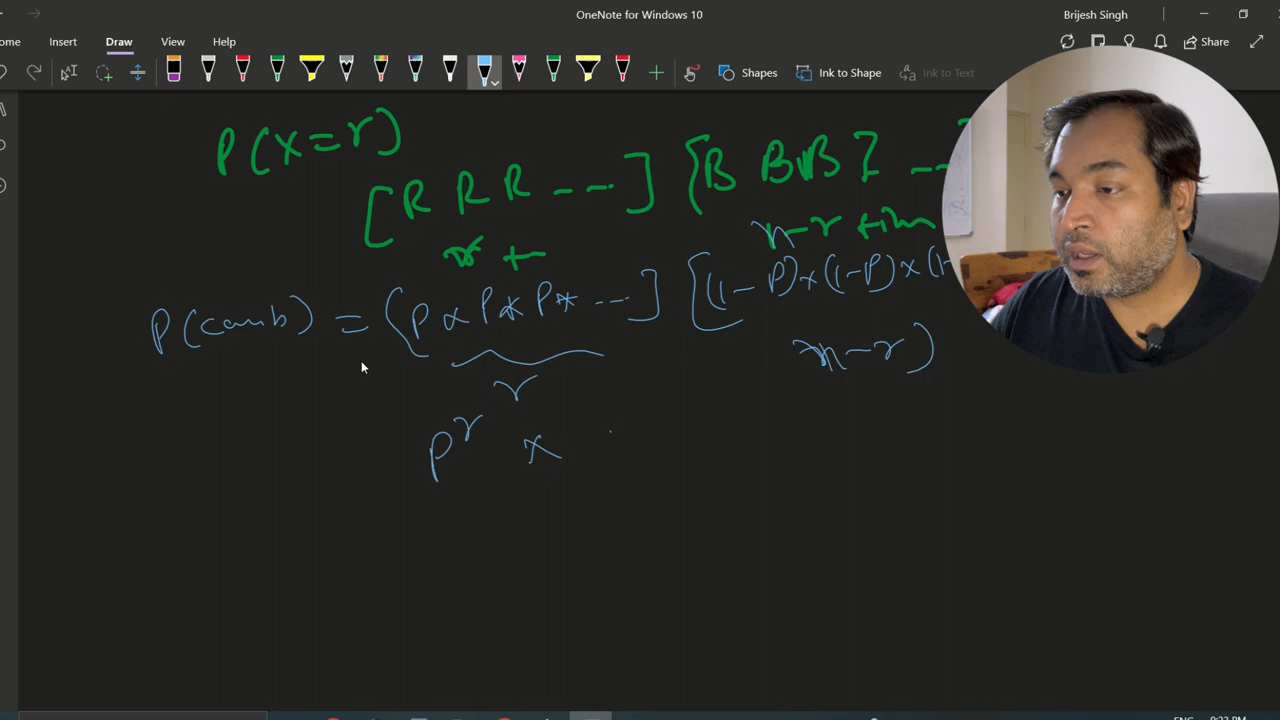 OneNote for Windows 10
Brijesh Singh
ome Insert Draw View Help
Share
Shapes Ink to Shape Ink to Text
P(x=r)
[R R R -- ...] [B B B } --
r t
n-r tim
P(comb) = [P x P * P * ...] [(1-P)x(1-P)x(1-
r
n-r)
P^r x
ENG